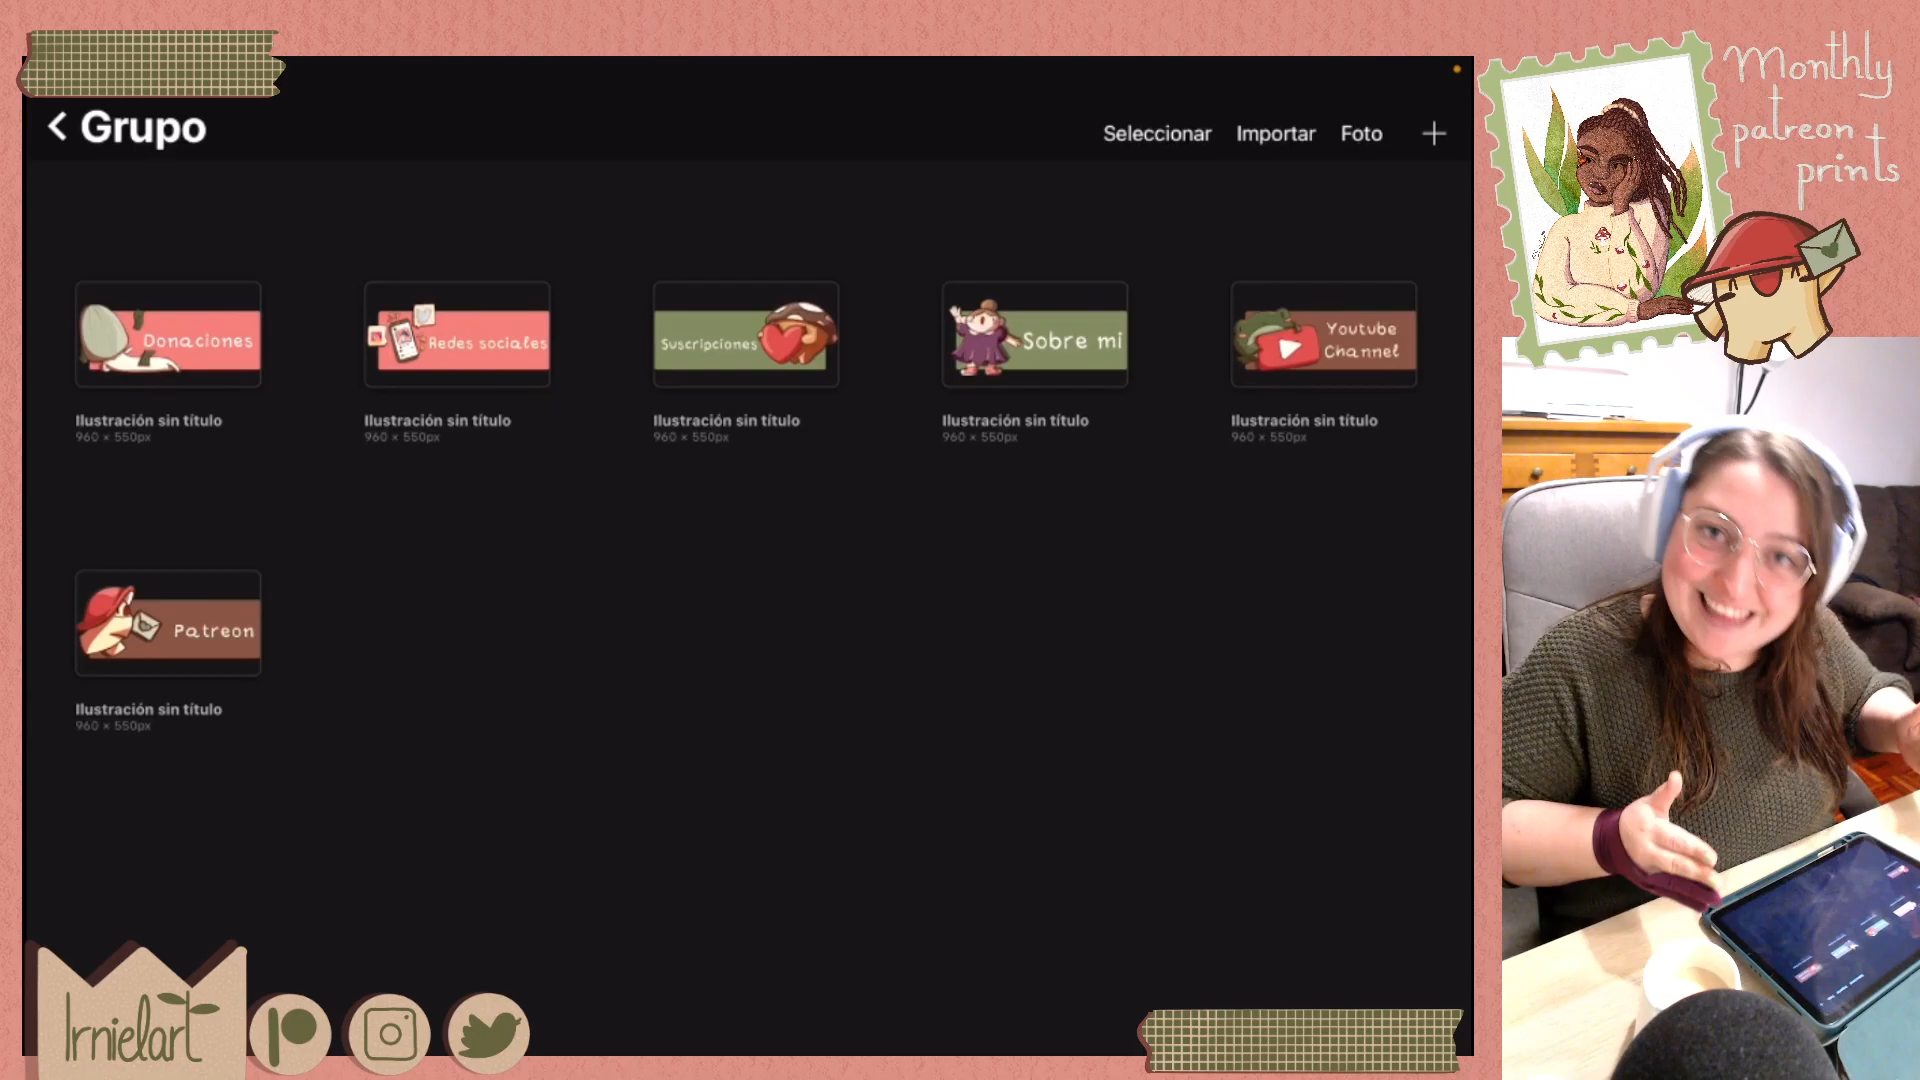 Grupo
Seleccionar
Importar
Foto
Monthly
patreon
prints
Donaciones
Redes sociales
Suscripciones
Sobre mi
Youtube
Channel
Ilustración sin título
960 × 550px
Ilustración sin título
960 × 550px
Ilustración sin título
960 × 550px
Ilustración sin título
960 × 550px
Ilustración sin título
960 × 550px
Patreon
Ilustración sin título
960 × 550px
Irnielart